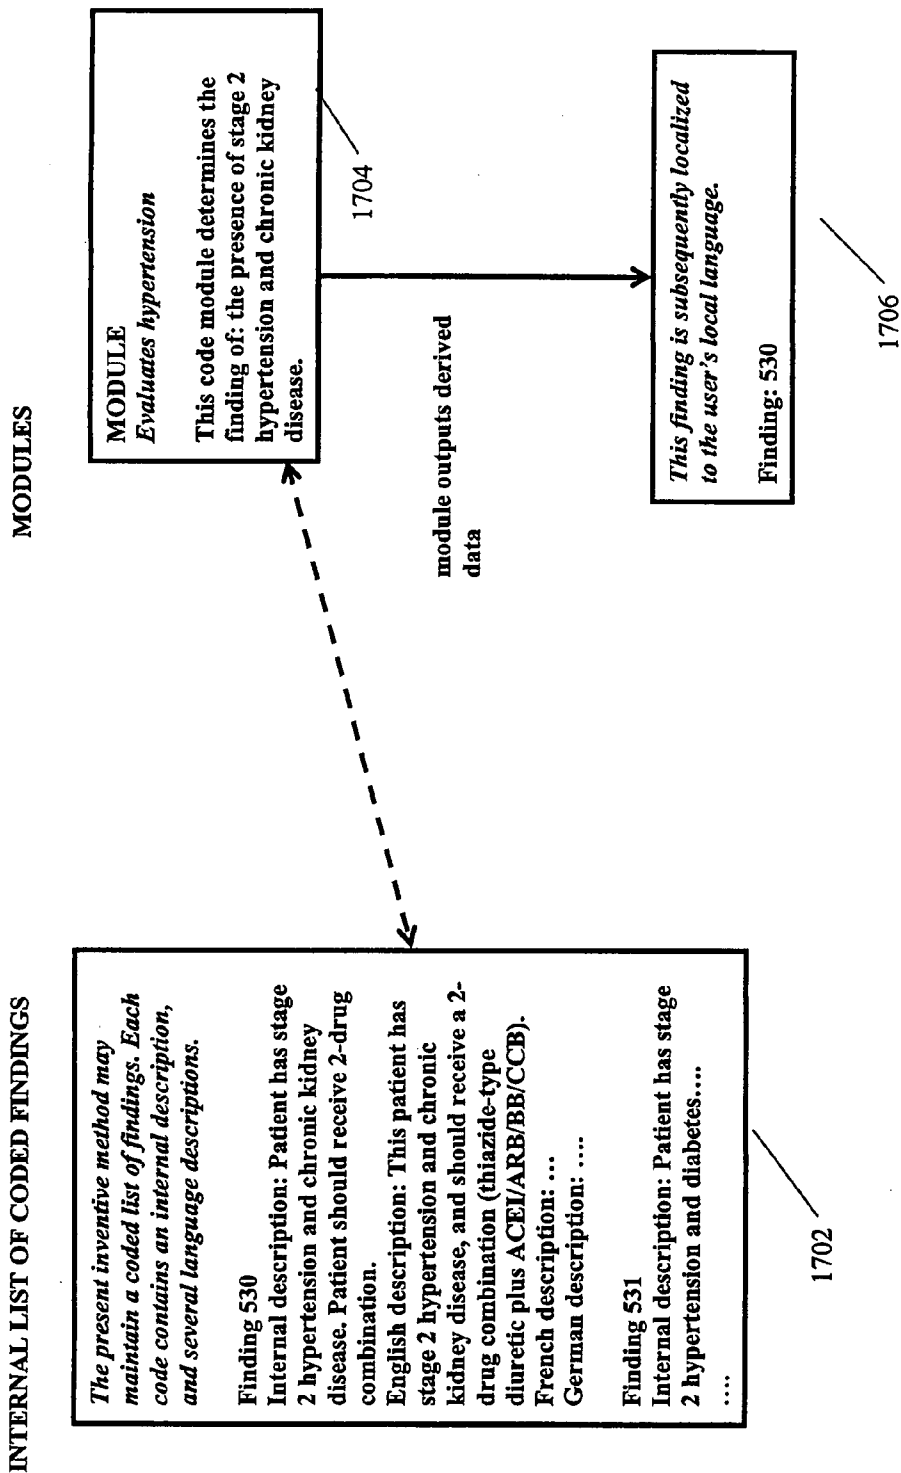 INTERNAL LIST OF CODED FINDINGS
The present inventive method may
maintain a coded list of findings. Each
code contains an internal description,
and several language descriptions.
Finding 530
Internal description: Patient has stage
2 hypertension and chronic kidney
disease. Patient should receive 2-drug
combination.
English description: This patient has
stage 2 hypertension and chronic
kidney disease, and should receive a 2-
drug combination (thiazide-type
diuretic plus ACEI/ARB/BB/CCB).
French description: ...
German description: ....
Finding 531
Internal description: Patient has stage
2 hypertension and diabetes....
....
1702
MODULES
MODULE
Evaluates hypertension
This code module determines the
finding of: the presence of stage 2
hypertension and chronic kidney
disease.
1704
module outputs derived
data
This finding is subsequently localized
to the user's local language.
Finding: 530
1706